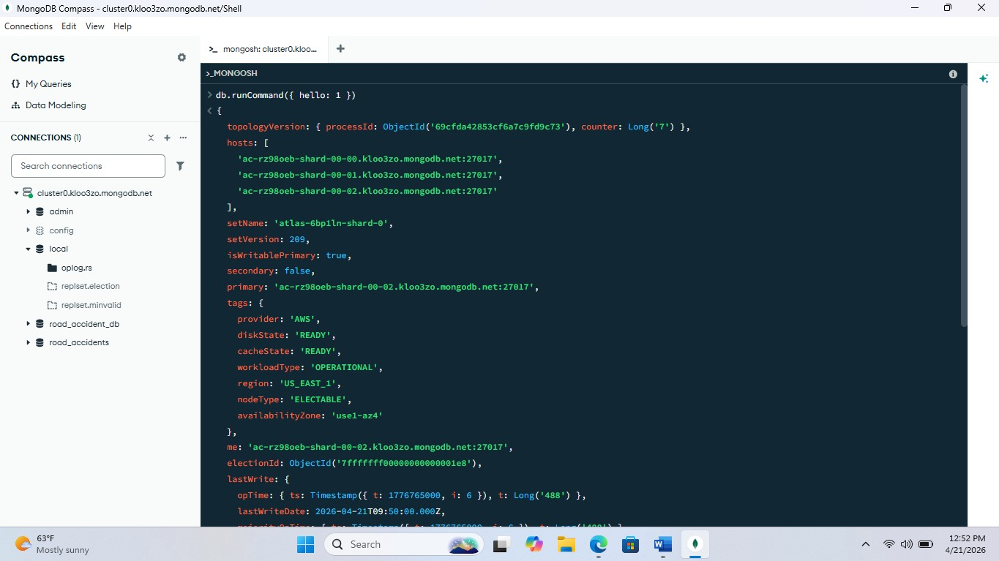 MongoDB Compass - cluster0.kloo3zo.mongodb.net/Shell
Connections Edit View Help
Compass
My Queries
Data Modeling
CONNECTIONS (1)
Search connections
cluster0.kloo3zo.mongodb.net
admin
config
local
oplog.rs
replset.election
replset.minvalid
road_accident_db
road_accidents
mongosh: cluster0.kloo...
>_MONGOSH
db.runCommand({ hello: 1 })
{
topologyVersion: { processId: ObjectId('69cfda42853cf6a7c9fd9c73'), counter: Long('7') },
hosts: [
'ac-rz98oeb-shard-00-00.kloo3zo.mongodb.net:27017',
'ac-rz98oeb-shard-00-01.kloo3zo.mongodb.net:27017',
'ac-rz98oeb-shard-00-02.kloo3zo.mongodb.net:27017'
],
setName: 'atlas-6bp1ln-shard-0',
setVersion: 209,
isWritablePrimary: true,
secondary: false,
primary: 'ac-rz98oeb-shard-00-02.kloo3zo.mongodb.net:27017',
tags: {
provider: 'AWS',
diskState: 'READY',
cacheState: 'READY',
workloadType: 'OPERATIONAL',
region: 'US_EAST_1',
nodeType: 'ELECTABLE',
availabilityZone: 'use1-az4'
},
me: 'ac-rz98oeb-shard-00-02.kloo3zo.mongodb.net:27017',
electionId: ObjectId('7fffffff00000000000001e8'),
lastWrite: {
opTime: { ts: Timestamp({ t: 1776765000, i: 6 }), t: Long('488') },
lastWriteDate: 2026-04-21T09:50:00.000Z,
majorityOpTime: { ts: Timestamp({ t: 1776765000, i: 6 }), t: Long('488') },
63°F
Mostly sunny
Search
12:52 PM
4/21/2026